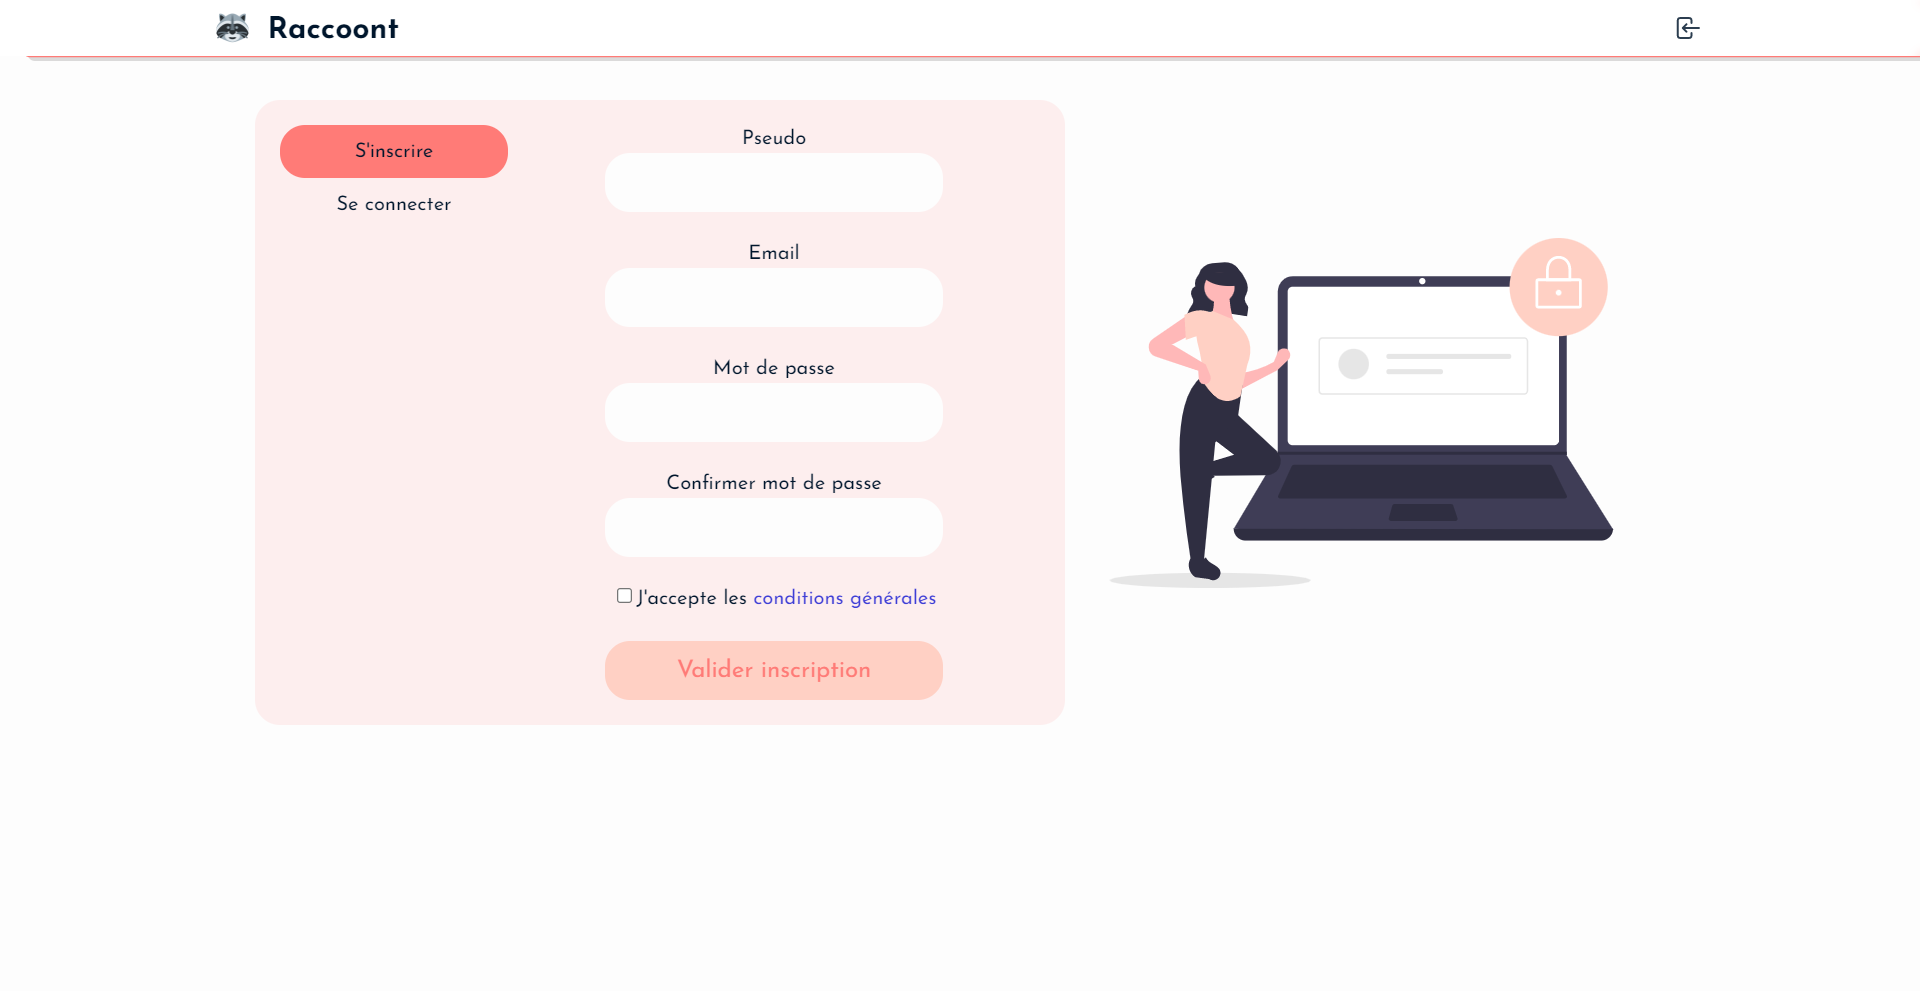 Raccoont
S'inscrire
Se connecter
Pseudo
Email
Mot de passe
Confirmer mot de passe
J'accepte les conditions générales
Valider inscription